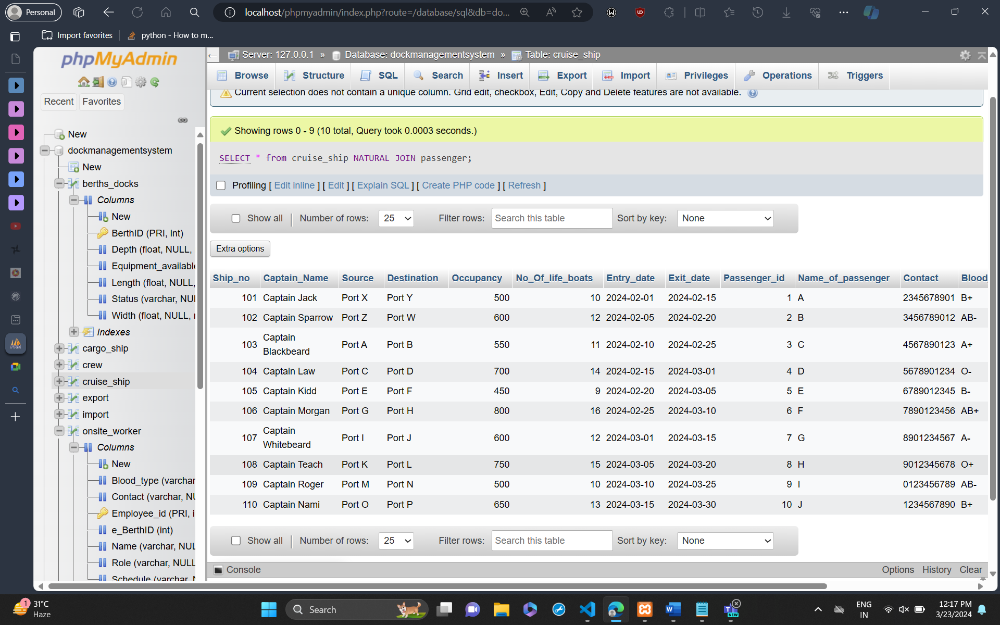 Personal
localhost/phpmyadmin/index.php?route=/database/sql&db=do...
Import favorites
python - How to m...
phpMyAdmin
Recent Favorites
New
dockmanagementsystem
New
berths_docks
Columns
New
BerthID (PRI, int)
Depth (float, NULL,
Equipment_available
Length (float, NULL,
Status (varchar, NUL
Width (float, NULL, n
Indexes
cargo_ship
crew
cruise_ship
export
import
onsite_worker
Columns
New
Blood_type (varchar
Contact (varchar, NU
Employee_id (PRI, i
e_BerthID (int)
Name (varchar, NUL
Role (varchar, NULL
Schedule (varchar, N
Server: 127.0.0.1 » Database: dockmanagementsystem » Table: cruise_ship
Browse Structure SQL Search Insert Export Import Privileges Operations Triggers
Current selection does not contain a unique column. Grid edit, checkbox, Edit, Copy and Delete features are not available.
Showing rows 0 - 9 (10 total, Query took 0.0003 seconds.)
SELECT * from cruise_ship NATURAL JOIN passenger;
Profiling [ Edit inline ] [ Edit ] [ Explain SQL ] [ Create PHP code ] [ Refresh ]
Show all Number of rows: 25 Filter rows: Search this table Sort by key: None
Extra options
Ship_no Captain_Name Source Destination Occupancy No_Of_life_boats Entry_date Exit_date Passenger_id Name_of_passenger Contact Blood_
101 Captain Jack Port X Port Y 500 10 2024-02-01 2024-02-15 1 A 2345678901 B+
102 Captain Sparrow Port Z Port W 600 12 2024-02-05 2024-02-20 2 B 3456789012 AB-
103 Captain Blackbeard Port A Port B 550 11 2024-02-10 2024-02-25 3 C 4567890123 A+
104 Captain Law Port C Port D 700 14 2024-02-15 2024-03-01 4 D 5678901234 O-
105 Captain Kidd Port E Port F 450 9 2024-02-20 2024-03-05 5 E 6789012345 B-
106 Captain Morgan Port G Port H 800 16 2024-02-25 2024-03-10 6 F 7890123456 AB+
107 Captain Whitebeard Port I Port J 600 12 2024-03-01 2024-03-15 7 G 8901234567 A-
108 Captain Teach Port K Port L 750 15 2024-03-05 2024-03-20 8 H 9012345678 O+
109 Captain Roger Port M Port N 500 10 2024-03-10 2024-03-25 9 I 0123456789 AB-
110 Captain Nami Port O Port P 650 13 2024-03-15 2024-03-30 10 J 1234567890 B+
Show all Number of rows: 25 Filter rows: Search this table Sort by key: None
Console Options History Clear
1 31°C
Haze
Search
NEW
ENG
IN
12:17 PM
3/23/2024